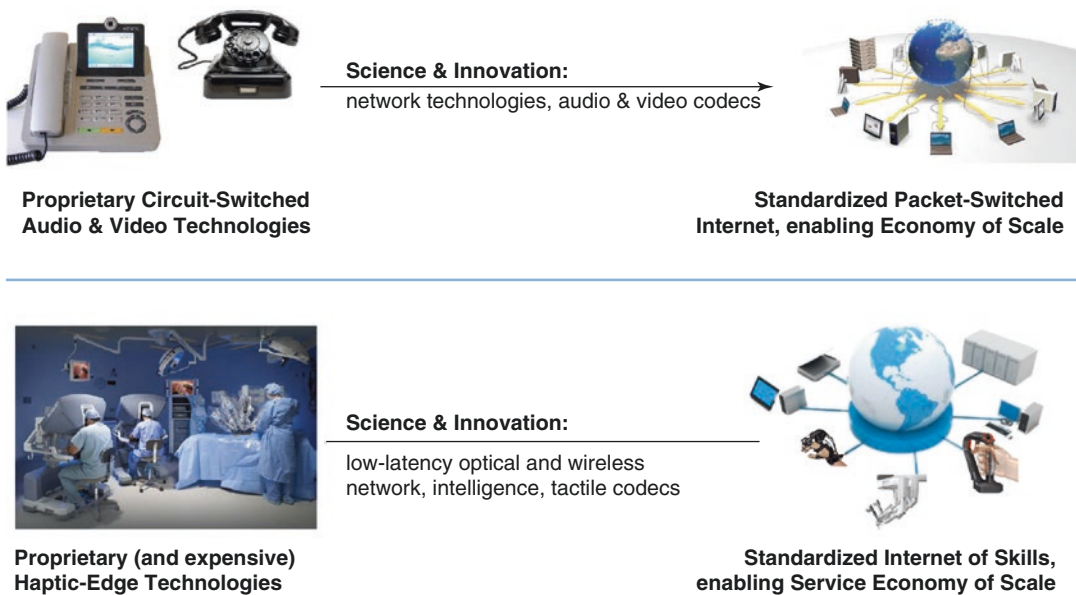 Science & Innovation:
network technologies, audio & video codecs
Proprietary Circuit-Switched
Audio & Video Technologies
Standardized Packet-Switched
Internet, enabling Economy of Scale
Science & Innovation:
low-latency optical and wireless
network, intelligence, tactile codecs
Proprietary (and expensive)
Haptic-Edge Technologies
Standardized Internet of Skills,
enabling Service Economy of Scale